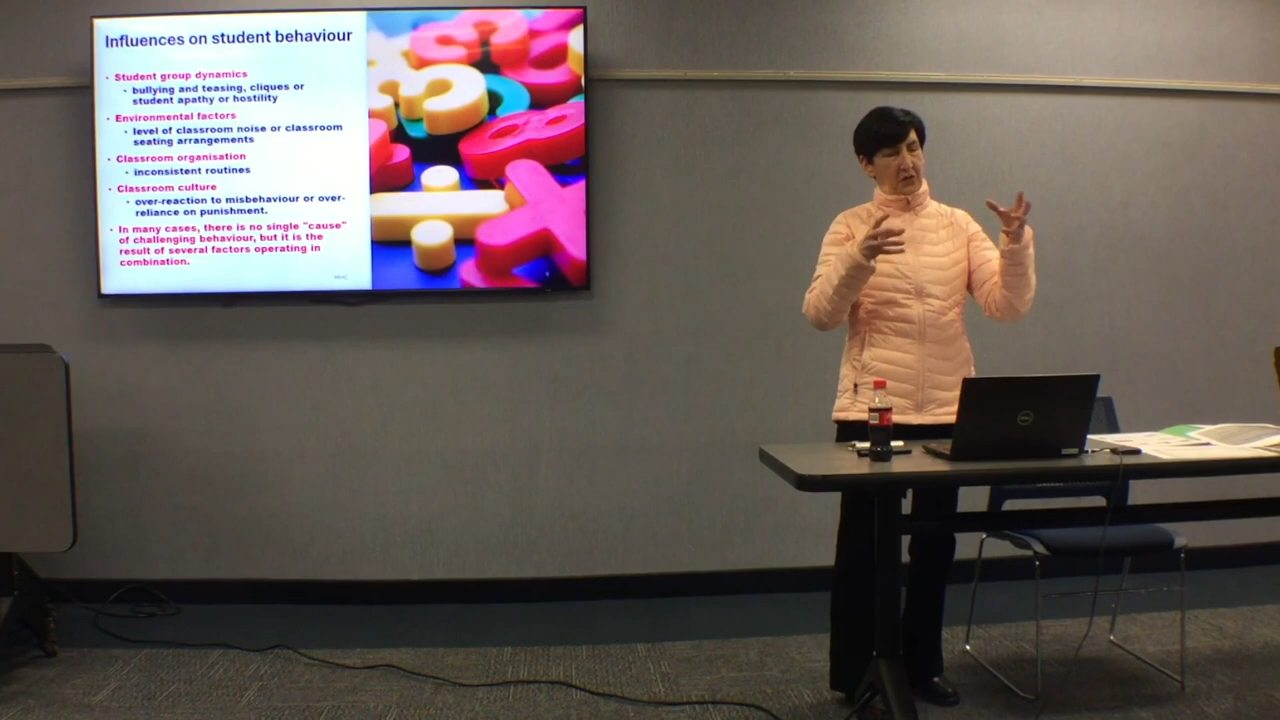 Influences on student behaviour
• Student group dynamics
• bullying and teasing, cliques or
student apathy or hostility
• Environmental factors
• level of classroom noise or classroom
seating arrangements
• Classroom organisation
• inconsistent routines
• Classroom culture
• over-reaction to misbehaviour or over-
reliance on punishment.
• In many cases, there is no single "cause"
of challenging behaviour, but it is the
result of several factors operating in
combination.
DELL